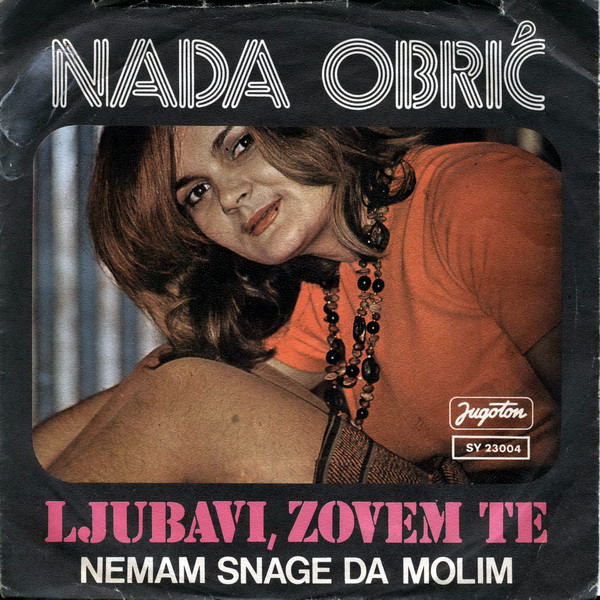 NADA OBRIĆ
Jugoton
SY 23004
LJUBAVI, ZOVEM TE
NEMAM SNAGE DA MOLIM